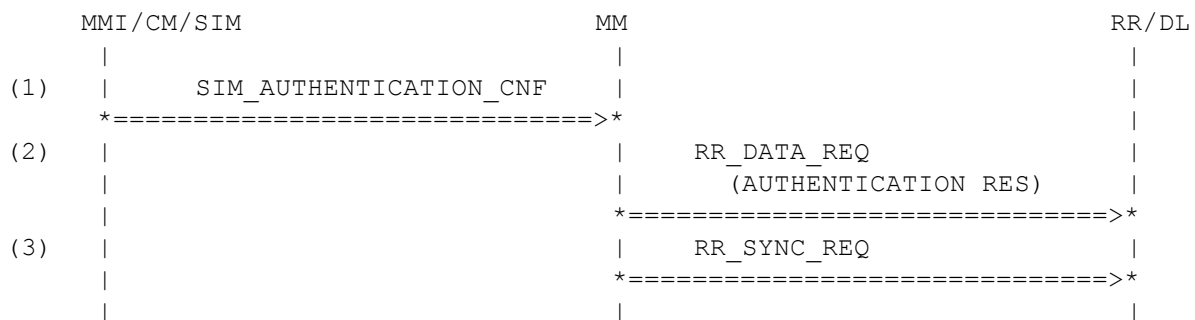 MMI/CM/SIM MM RR/DL
(1) SIM_AUTHENTICATION_CNF
(2) RR_DATA_REQ
(AUTHENTICATION RES)
(3) RR_SYNC_REQ